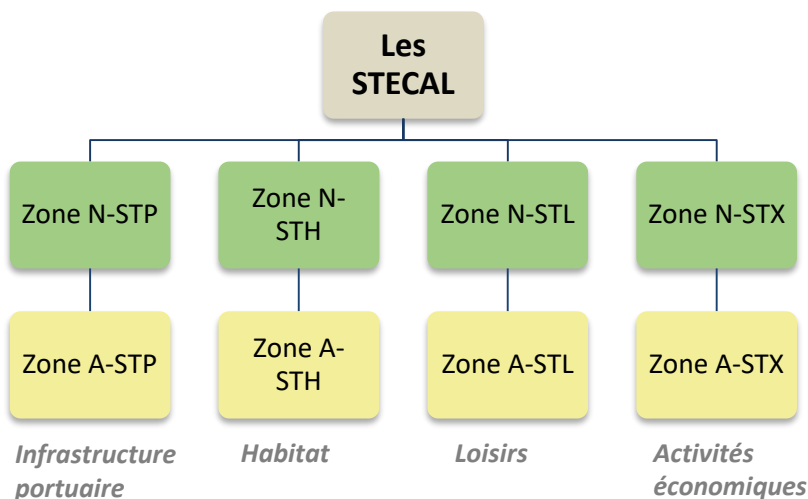 Les
STECAL
Zone N-STP
Zone N-
STH
Zone N-STL
Zone N-STX
Zone A-STP
Zone A-
STH
Zone A-STL
Zone A-STX
Infrastructure
portuaire
Habitat
Loisirs
Activités
économiques